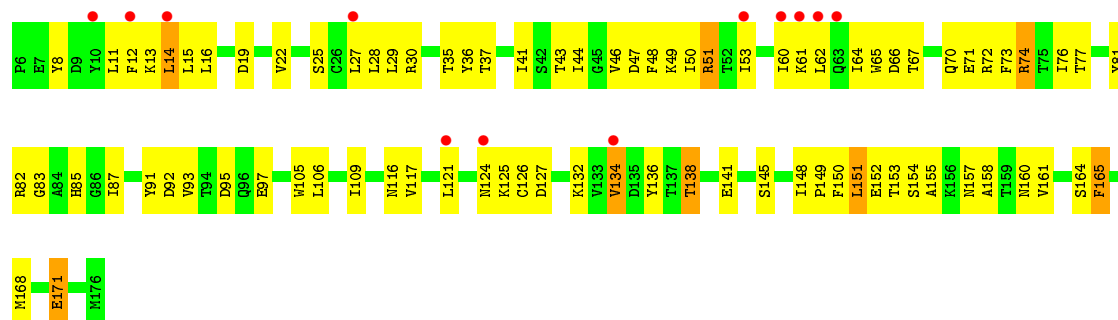 P6 E7 Y8 D9 Y10 L11 F12 K13 L14 L15 L16 D19 V22 S25 C26 L27 L28 L29 R30 T35 Y36 T37 I41 S42 T43 I44 G45 V46 D47 F48 K49 I50 R51 T52 I53 I60 K61 L62 Q63 I64 W65 D66 T67 Q70 E71 R72 F73 R74 T75 I76 T77 Y81
R82 G83 A84 H85 G86 I87 Y91 D92 V93 T94 D95 Q96 E97 W105 L106 I109 N116 V117 L121 N124 K125 C126 D127 K132 V133 V134 D135 Y136 T137 T138 E141 S145 I148 P149 F150 L151 E152 T153 S154 A155 K156 N157 A158 T159 N160 V161 S164 F165
M168 E171 M176